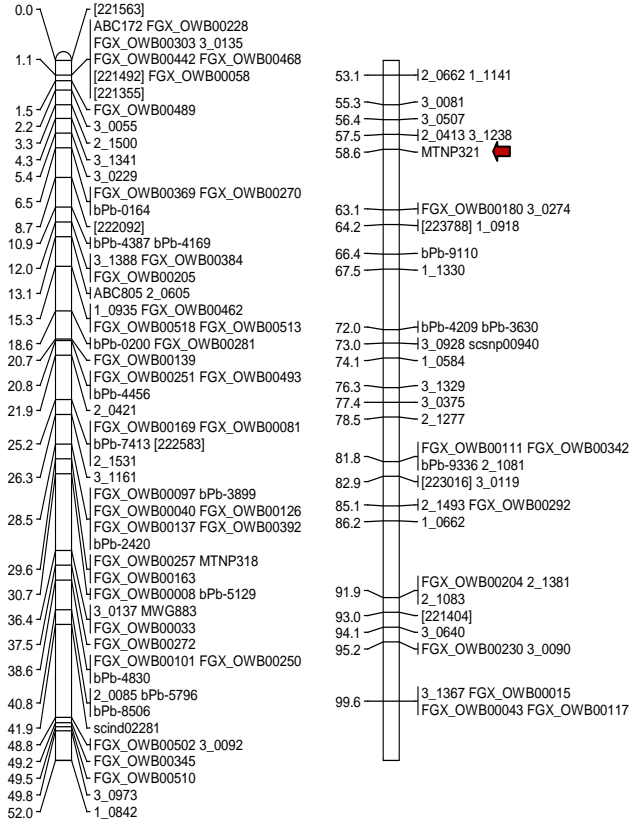 0.0 [221563]
ABC172 FGX_OWB00228
FGX_OWB00303 3_0135
1.1 FGX_OWB00442 FGX_OWB00468
[221492] FGX_OWB00058
[221355]
1.5 FGX_OWB00489
2.2 3_0055
3.3 2_1500
4.3 3_1341
5.4 3_0229
6.5 FGX_OWB00369 FGX_OWB00270
bPb-0164
8.7 [222092]
10.9 bPb-4387 bPb-4169
12.0 3_1388 FGX_OWB00384
FGX_OWB00205
13.1 ABC805 2_0605
15.3 1_0935 FGX_OWB00462
FGX_OWB00518 FGX_OWB00513
18.6 bPb-0200 FGX_OWB00281
20.7 FGX_OWB00139
20.8 FGX_OWB00251 FGX_OWB00493
bPb-4456
21.9 2_0421
25.2 FGX_OWB00169 FGX_OWB00081
bPb-7413 [222583]
2_1531
26.3 3_1161
28.5 FGX_OWB00097 bPb-3899
FGX_OWB00040 FGX_OWB00126
FGX_OWB00137 FGX_OWB00392
bPb-2420
29.6 FGX_OWB00257 MTNP318
FGX_OWB00163
30.7 FGX_OWB00008 bPb-5129
36.4 3_0137 MWG883
FGX_OWB00033
37.5 FGX_OWB00272
38.6 FGX_OWB00101 FGX_OWB00250
bPb-4830
40.8 2_0085 bPb-5796
bPb-8506
41.9 scind02281
48.8 FGX_OWB00502 3_0092
49.2 FGX_OWB00345
49.5 FGX_OWB00510
49.8 3_0973
52.0 1_0842
53.1 2_0662 1_1141
55.3 3_0081
56.4 3_0507
57.5 2_0413 3_1238
58.6 MTNP321
63.1 FGX_OWB00180 3_0274
64.2 [223788] 1_0918
66.4 bPb-9110
67.5 1_1330
72.0 bPb-4209 bPb-3630
73.0 3_0928 scsnp00940
74.1 1_0584
76.3 3_1329
77.4 3_0375
78.5 2_1277
81.8 FGX_OWB00111 FGX_OWB00342
bPb-9336 2_1081
82.9 [223016] 3_0119
85.1 2_1493 FGX_OWB00292
86.2 1_0662
91.9 FGX_OWB00204 2_1381
2_1083
93.0 [221404]
94.1 3_0640
95.2 FGX_OWB00230 3_0090
99.6 3_1367 FGX_OWB00015
FGX_OWB00043 FGX_OWB00117